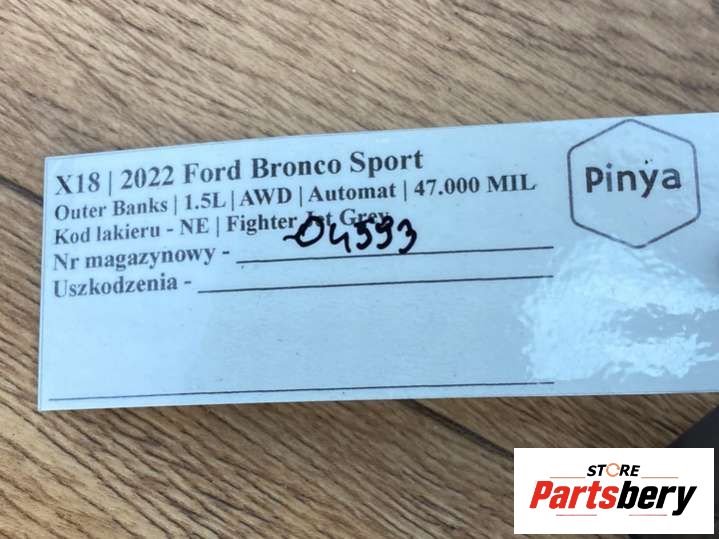 X18 | 2022 Ford Bronco Sport
Outer Banks | 1.5L | AWD | Automat | 47.000 MIL
Kod lakieru - NE | Fighter Jet Grey
Nr magazynowy - 04593
Uszkodzenia -
Pinya
STORE
Partsbery